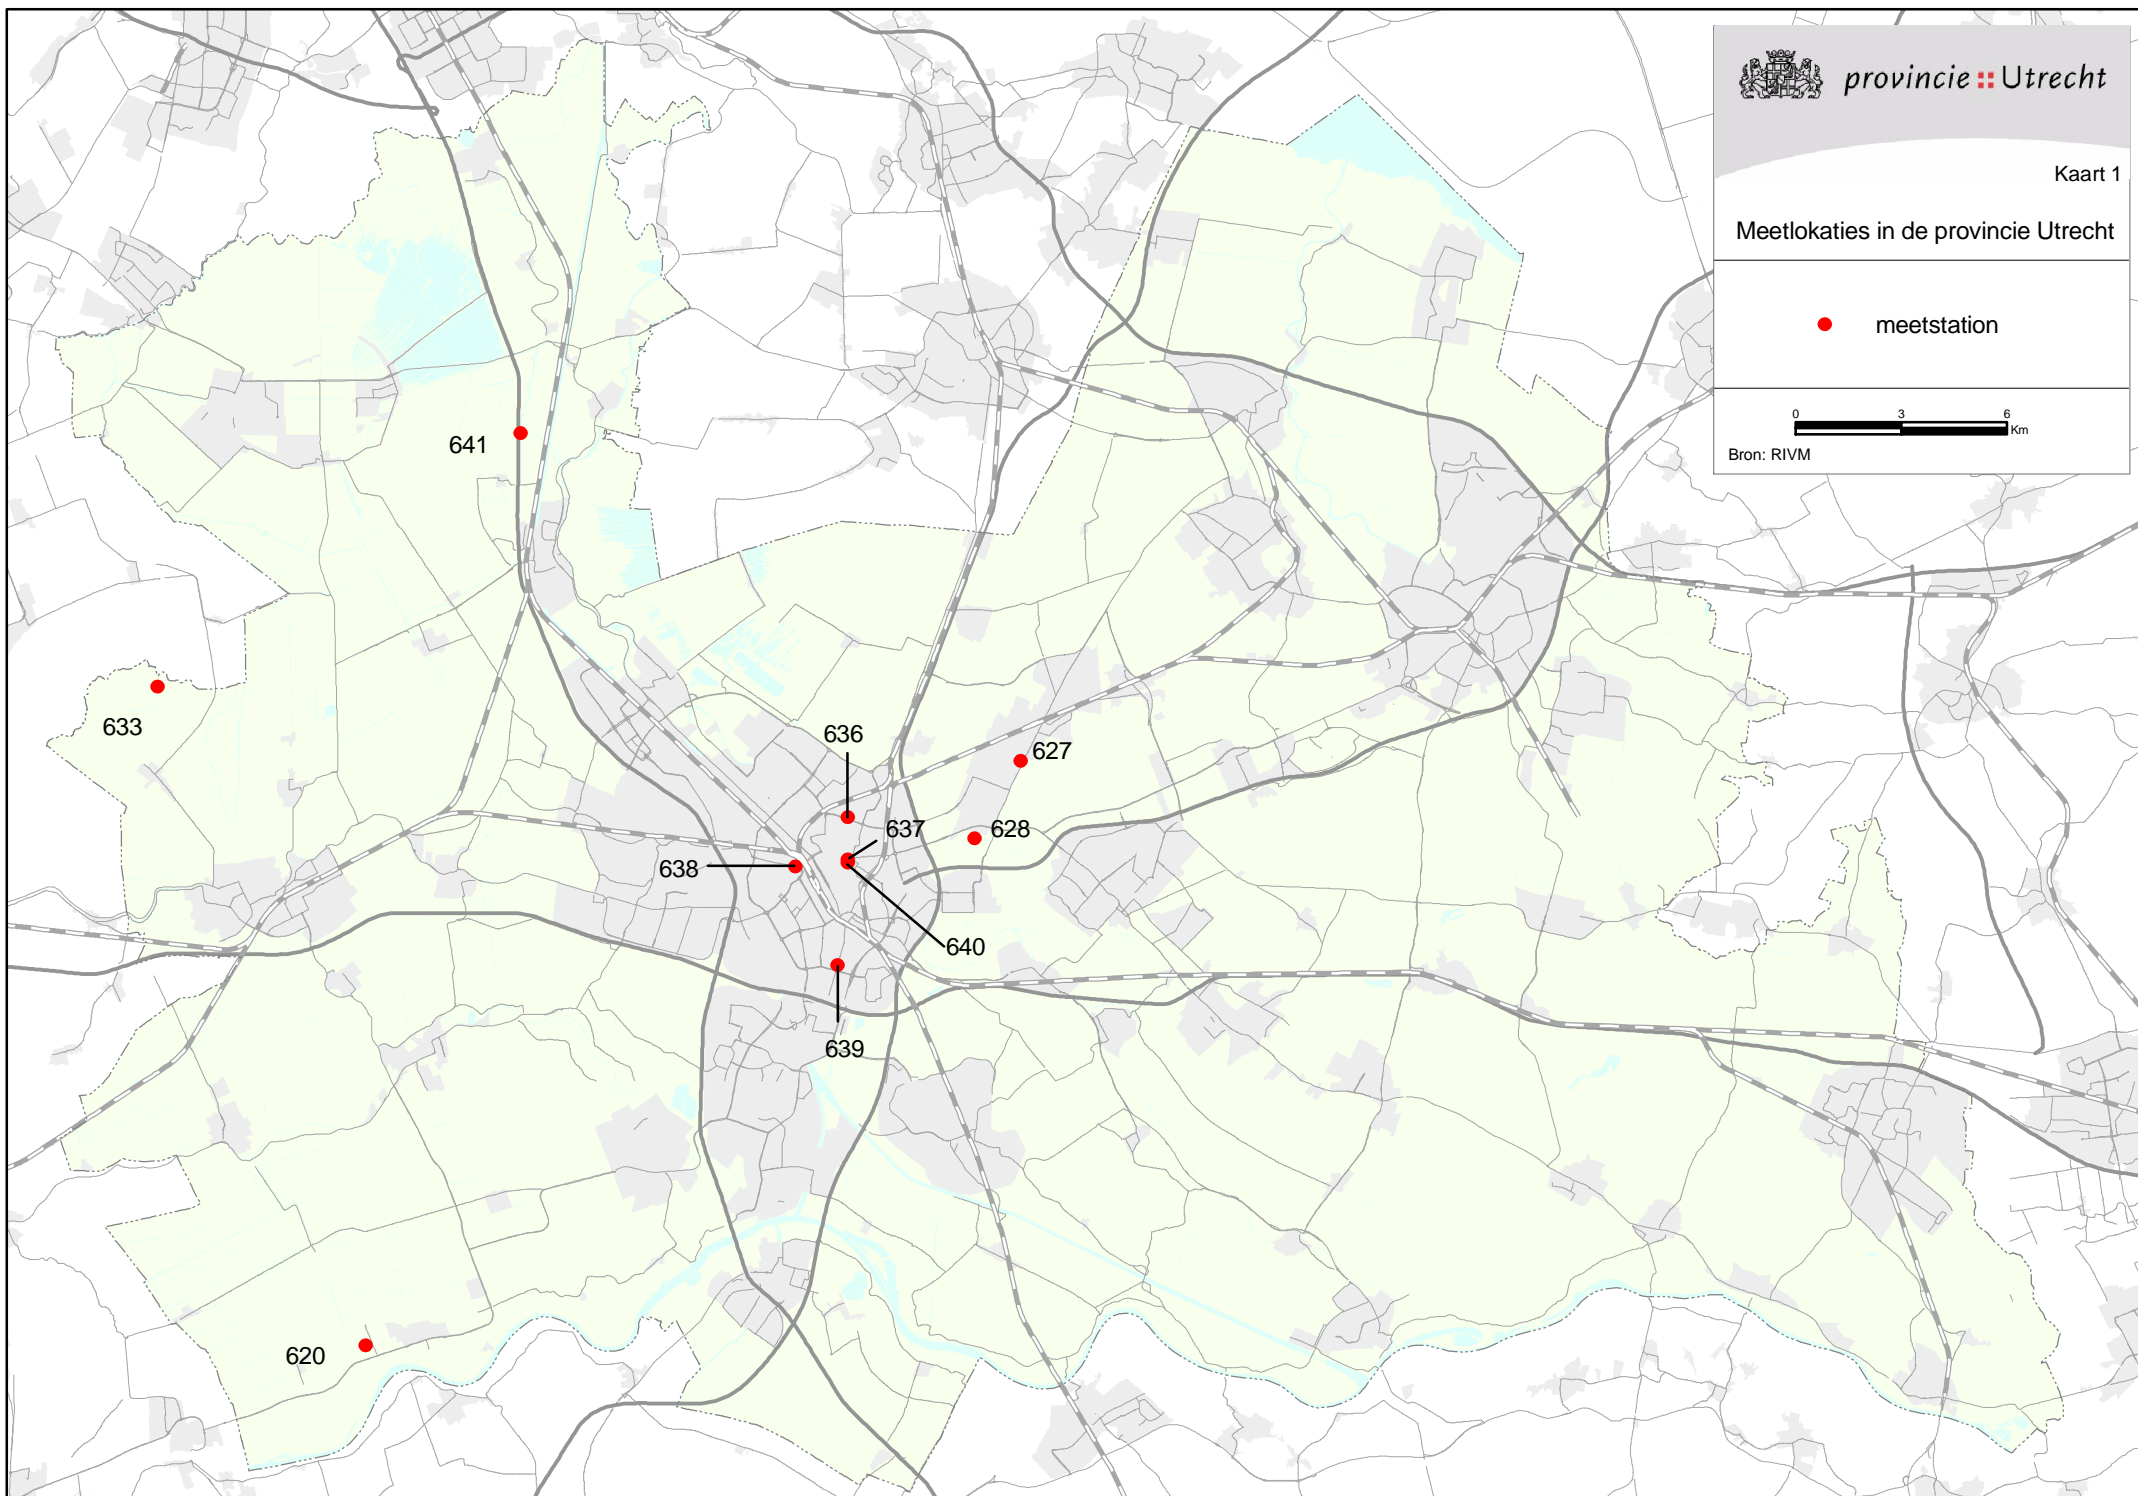 provincie :: Utrecht
Kaart 1
Meetlokaties in de provincie Utrecht
meetstation
0 3 6
Km
Bron: RIVM
641
633
636
627
637
628
638
640
639
620